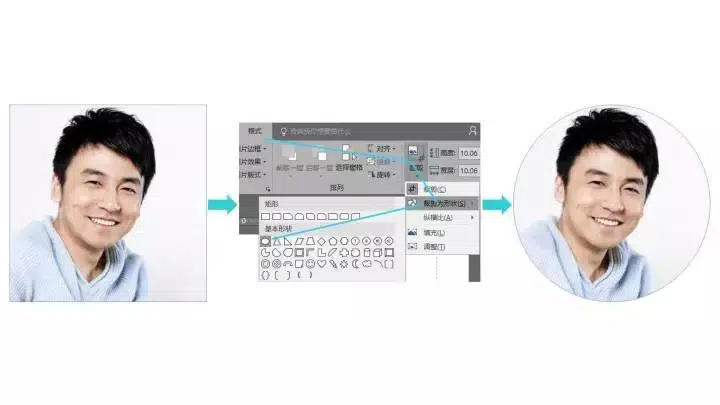 格式
告诉我你想要做什么
片边框
片效果
片版式
选择窗格
对齐
旋转
排列
裁剪
高度: 10.06
宽度: 10.06
裁剪(C)
裁剪为形状(S)
纵横比(A)
填充(L)
调整(T)
矩形
基本形状